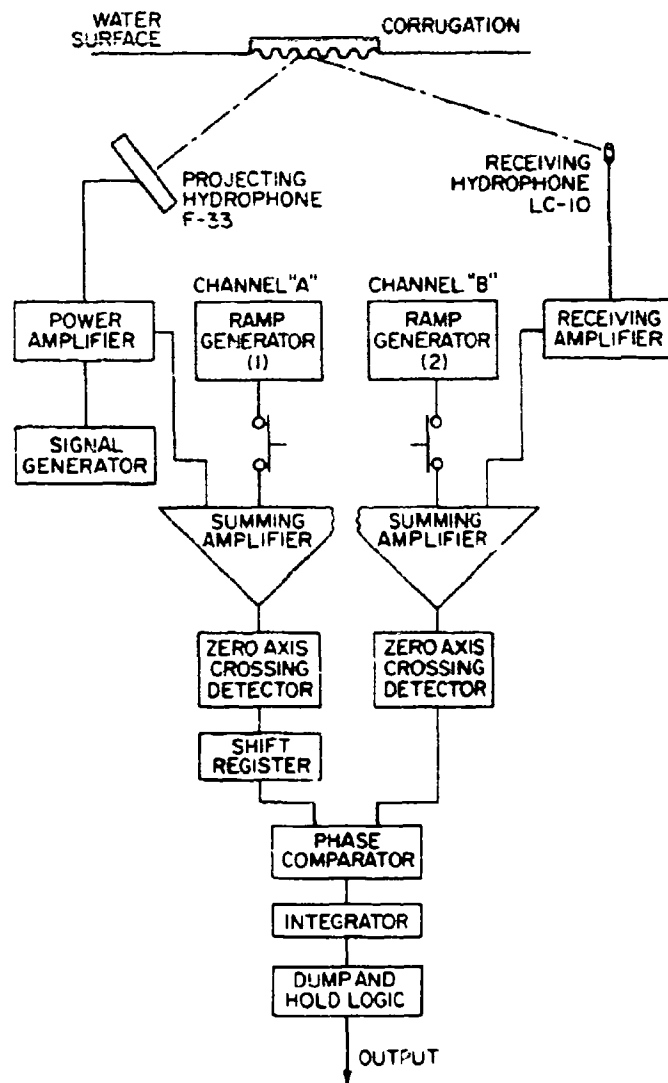 WATER
SURFACE
CORRUGATION
PROJECTING
HYDROPHONE
F-33
RECEIVING
HYDROPHONE
LC-10
CHANNEL "A"
CHANNEL "B"
POWER
AMPLIFIER
RAMP
GENERATOR
(1)
RAMP
GENERATOR
(2)
RECEIVING
AMPLIFIER
SIGNAL
GENERATOR
SUMMING
AMPLIFIER
SUMMING
AMPLIFIER
ZERO AXIS
CROSSING
DETECTOR
ZERO AXIS
CROSSING
DETECTOR
SHIFT
REGISTER
PHASE
COMPARATOR
INTEGRATOR
DUMP AND
HOLD LOGIC
OUTPUT